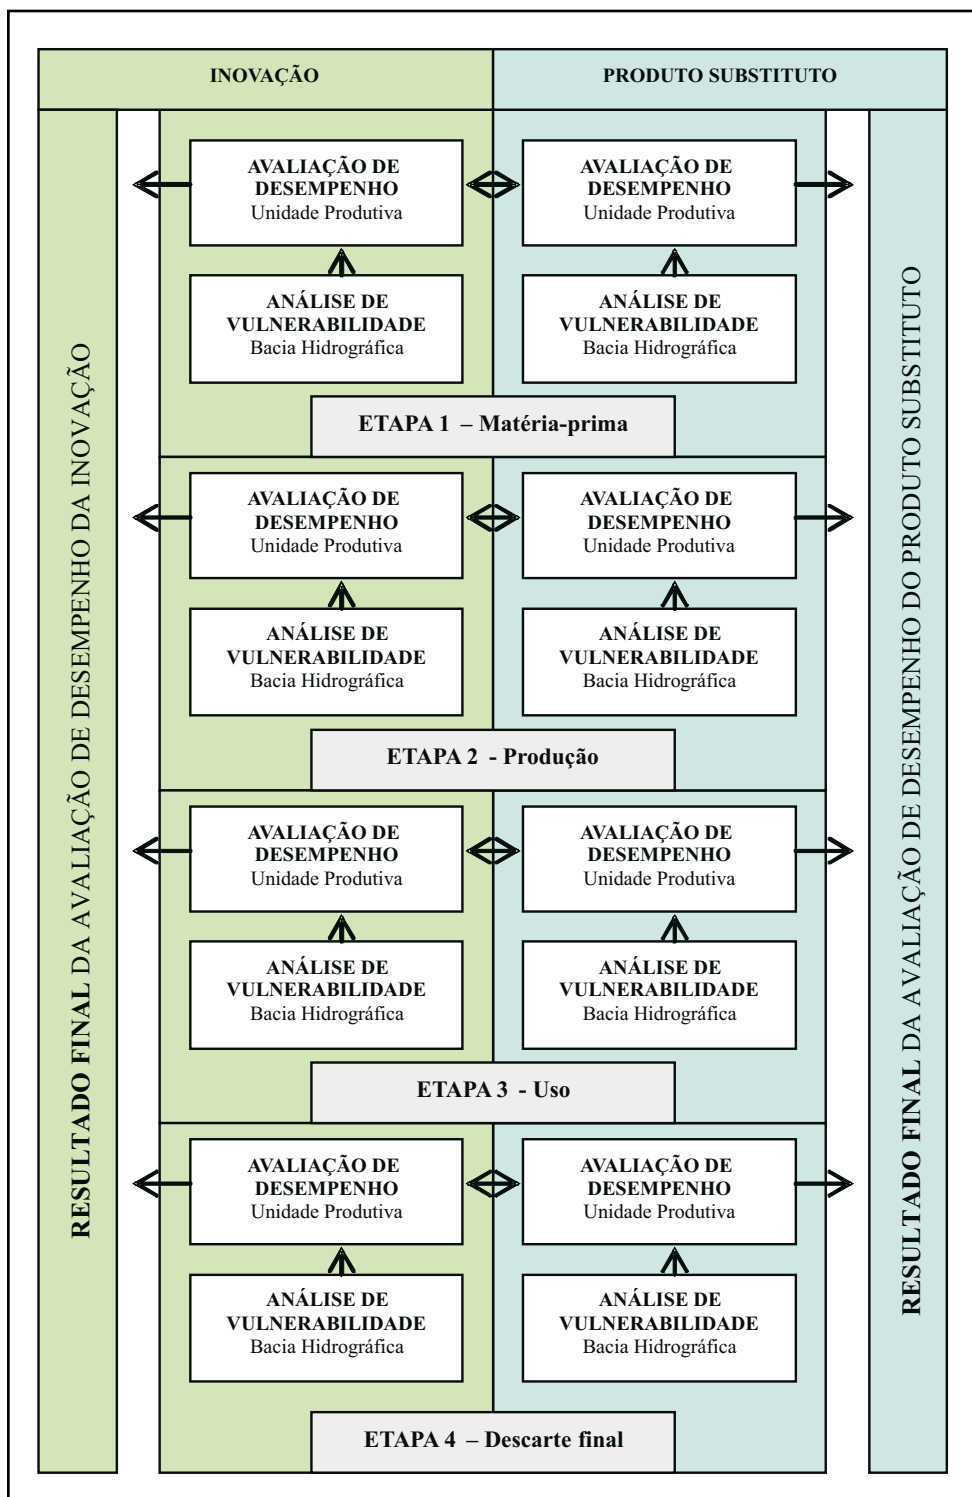 INOVAÇÃO
PRODUTO SUBSTITUTO
RESULTADO FINAL DA AVALIAÇÃO DE DESEMPENHO DA INOVAÇÃO
AVALIAÇÃO DE
DESEMPENHO
Unidade Produtiva
AVALIAÇÃO DE
DESEMPENHO
Unidade Produtiva
ANÁLISE DE
VULNERABILIDADE
Bacia Hidrográfica
ANÁLISE DE
VULNERABILIDADE
Bacia Hidrográfica
ETAPA 1 – Matéria-prima
AVALIAÇÃO DE
DESEMPENHO
Unidade Produtiva
AVALIAÇÃO DE
DESEMPENHO
Unidade Produtiva
ANÁLISE DE
VULNERABILIDADE
Bacia Hidrográfica
ANÁLISE DE
VULNERABILIDADE
Bacia Hidrográfica
ETAPA 2 - Produção
AVALIAÇÃO DE
DESEMPENHO
Unidade Produtiva
AVALIAÇÃO DE
DESEMPENHO
Unidade Produtiva
ANÁLISE DE
VULNERABILIDADE
Bacia Hidrográfica
ANÁLISE DE
VULNERABILIDADE
Bacia Hidrográfica
ETAPA 3 - Uso
AVALIAÇÃO DE
DESEMPENHO
Unidade Produtiva
AVALIAÇÃO DE
DESEMPENHO
Unidade Produtiva
ANÁLISE DE
VULNERABILIDADE
Bacia Hidrográfica
ANÁLISE DE
VULNERABILIDADE
Bacia Hidrográfica
ETAPA 4 – Descarte final
RESULTADO FINAL DA AVALIAÇÃO DE DESEMPENHO DO PRODUTO SUBSTITUTO